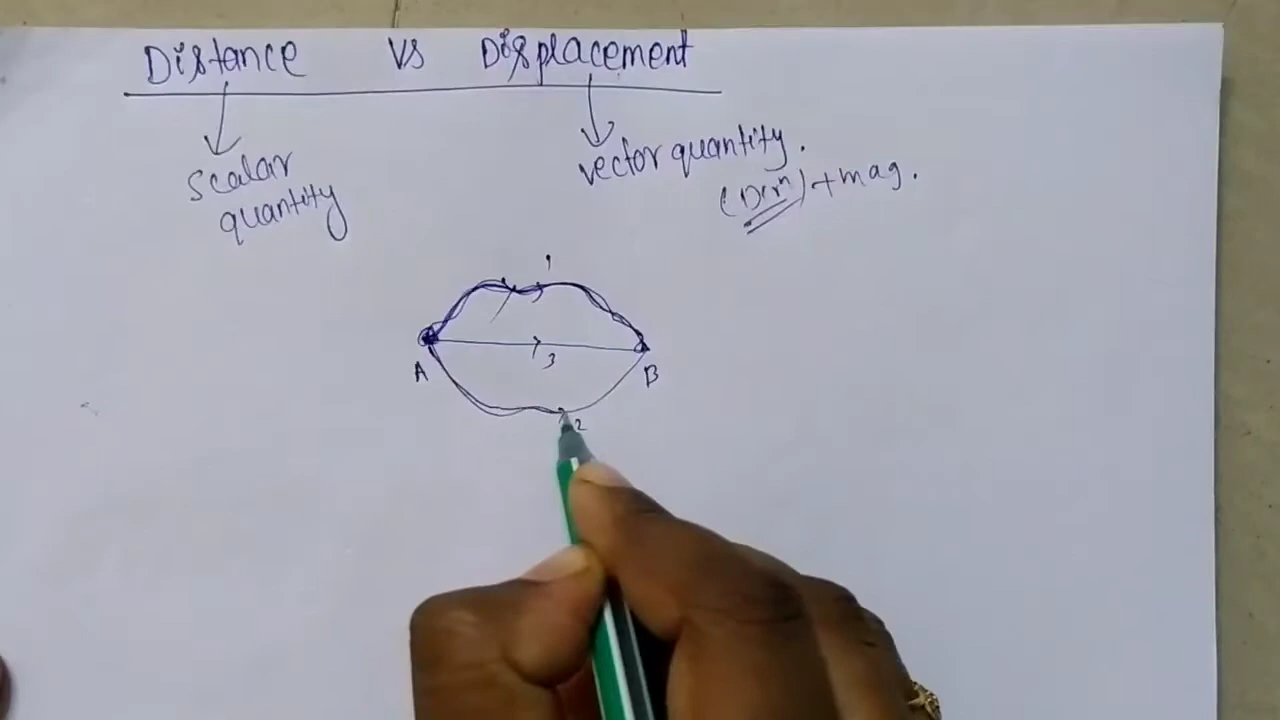 Distance vs Displacement
scalar
quantity
vector quantity.
(Dirⁿ) + mag.
1
3
A
B
2